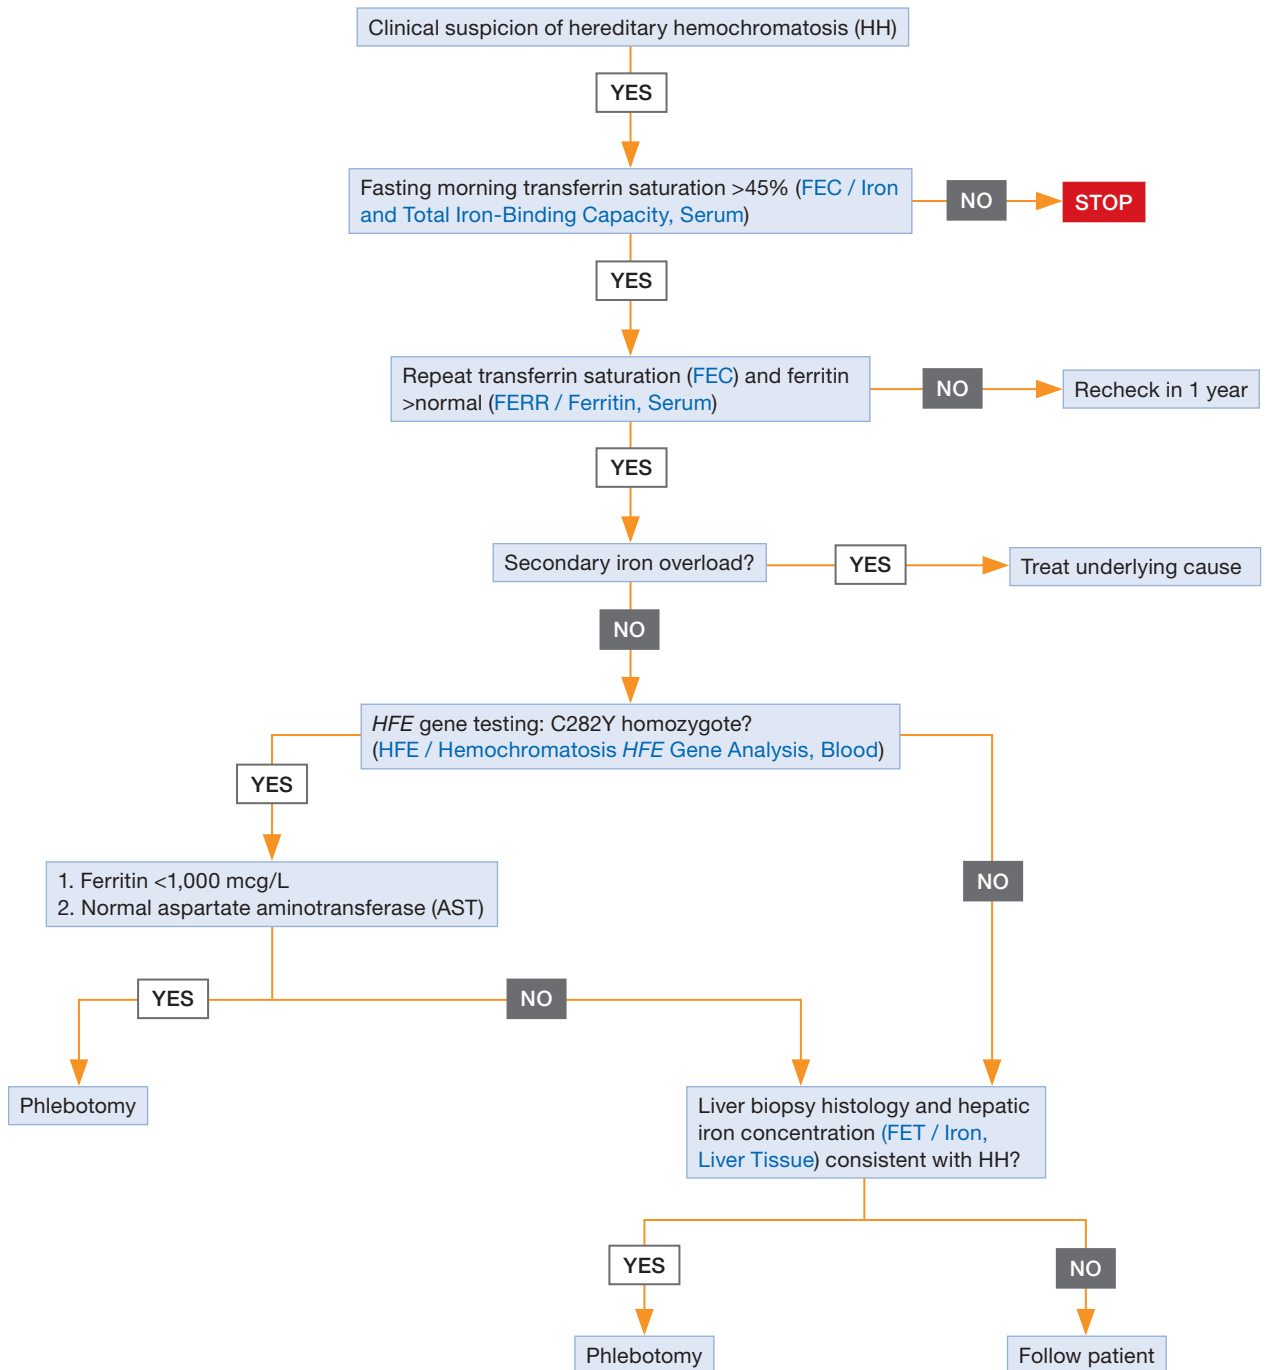 Clinical suspicion of hereditary hemochromatosis (HH)
YES
Fasting morning transferrin saturation >45% (FEC / Iron
and Total Iron-Binding Capacity, Serum)
NO
STOP
YES
Repeat transferrin saturation (FEC) and ferritin
>normal (FERR / Ferritin, Serum)
NO
Recheck in 1 year
YES
Secondary iron overload?
YES
Treat underlying cause
NO
HFE gene testing: C282Y homozygote?
(HFE / Hemochromatosis HFE Gene Analysis, Blood)
YES
NO
1. Ferritin <1,000 mcg/L
2. Normal aspartate aminotransferase (AST)
YES
NO
Phlebotomy
Liver biopsy histology and hepatic
iron concentration (FET / Iron,
Liver Tissue) consistent with HH?
YES
NO
Phlebotomy
Follow patient